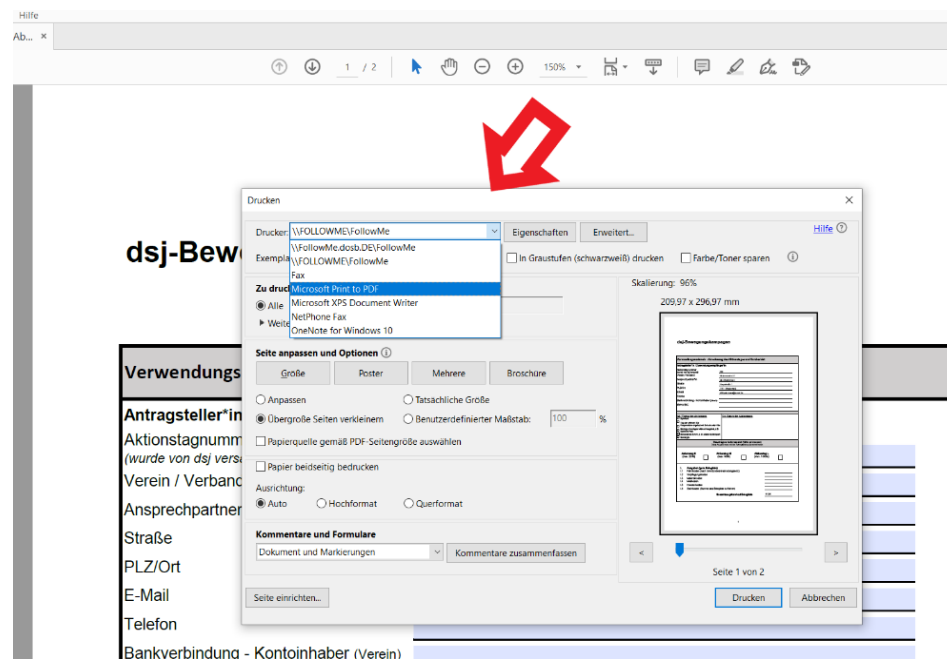 Hilfe
Ab... ×
1 / 2
150%
dsj-Bew
Drucken
Drucker: \\FOLLOWME\FollowMe Eigenschaften Erweitert... Hilfe
\\FollowMe.dosb.DE\FollowMe
Exempla \\FOLLOWME\FollowMe In Graustufen (schwarzweiß) drucken Farbe/Toner sparen
Fax
Zu druc Microsoft Print to PDF
Alle Microsoft XPS Document Writer
Weite NetPhone Fax
OneNote for Windows 10
Skalierung: 96%
209,97 x 296,97 mm
Seite anpassen und Optionen
Größe Poster Mehrere Broschüre
Anpassen Tatsächliche Größe
Übergroße Seiten verkleinern Benutzerdefinierter Maßstab: 100 %
Papierquelle gemäß PDF-Seitengröße auswählen
Papier beidseitig bedrucken
Ausrichtung:
Auto Hochformat Querformat
Kommentare und Formulare
Dokument und Markierungen Kommentare zusammenfassen
< >
Seite 1 von 2
Seite einrichten... Drucken Abbrechen
Verwendungs
Antragsteller*in
Aktionstagnumm
(wurde von dsj vers
Verein / Verband
Ansprechpartner
Straße
PLZ/Ort
E-Mail
Telefon
Bankverbindung - Kontoinhaber (Verein)